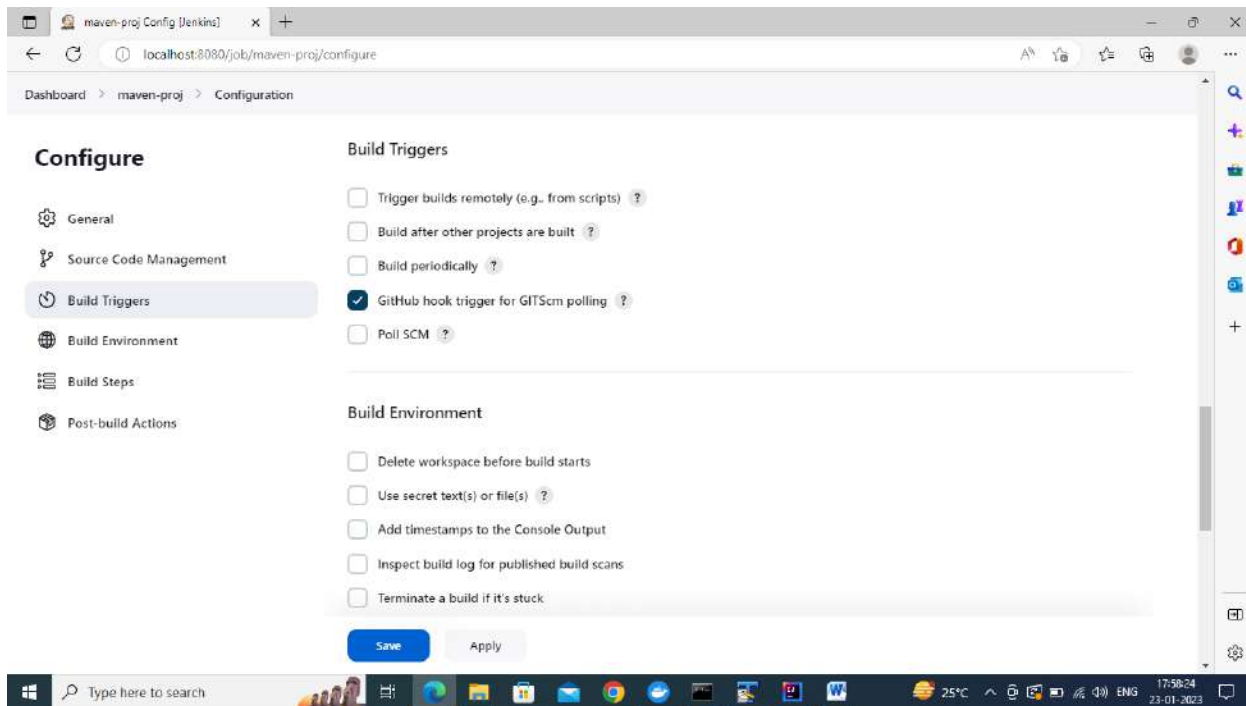 maven-proj Config [Jenkins]
localhost:8080/job/maven-proj/configure
Dashboard > maven-proj > Configuration
Configure
General
Source Code Management
Build Triggers
Build Environment
Build Steps
Post-build Actions
Build Triggers
Trigger builds remotely (e.g., from scripts) ?
Build after other projects are built ?
Build periodically ?
GitHub hook trigger for GITScm polling ?
Poll SCM ?
Build Environment
Delete workspace before build starts
Use secret text(s) or file(s) ?
Add timestamps to the Console Output
Inspect build log for published build scans
Terminate a build if it's stuck
Save
Apply
Type here to search
25°C
ENG
17:58:24
23-01-2023